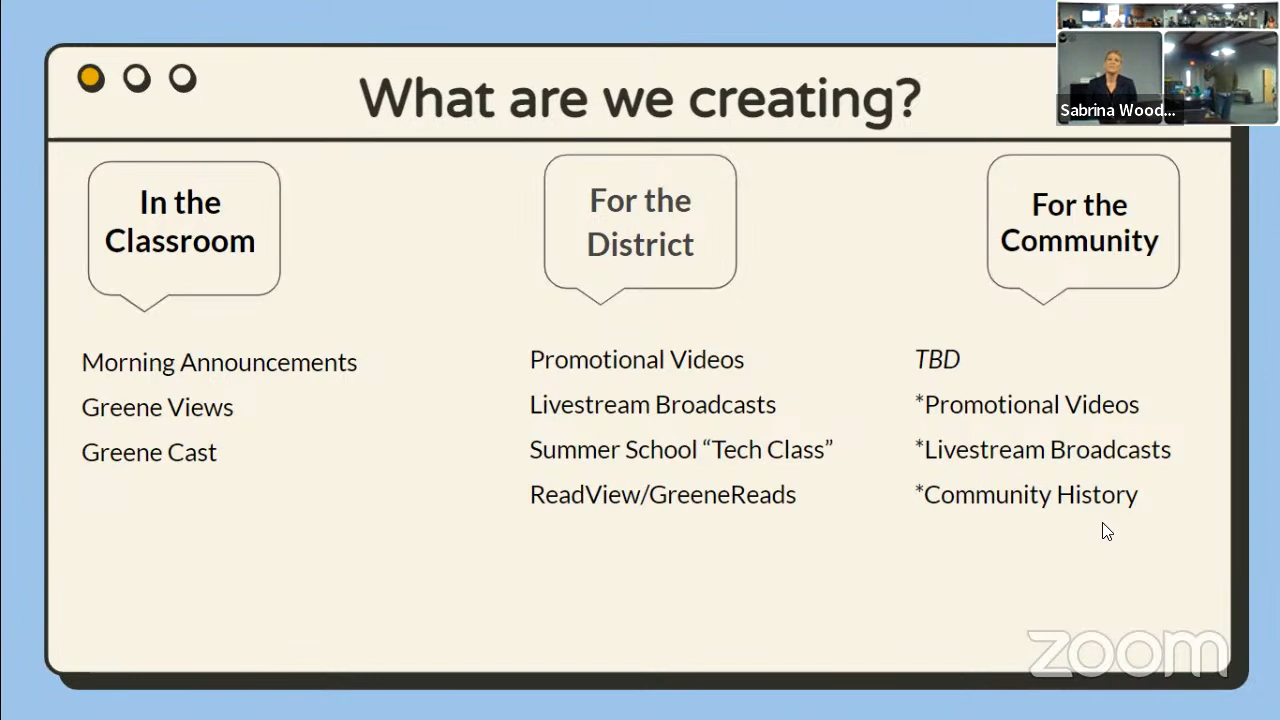 What are we creating?
Sabrina Wood...
In the
Classroom
For the
District
For the
Community
Morning Announcements
Greene Views
Greene Cast
Promotional Videos
Livestream Broadcasts
Summer School “Tech Class”
ReadView/GreeneReads
TBD
*Promotional Videos
*Livestream Broadcasts
*Community History
zoom